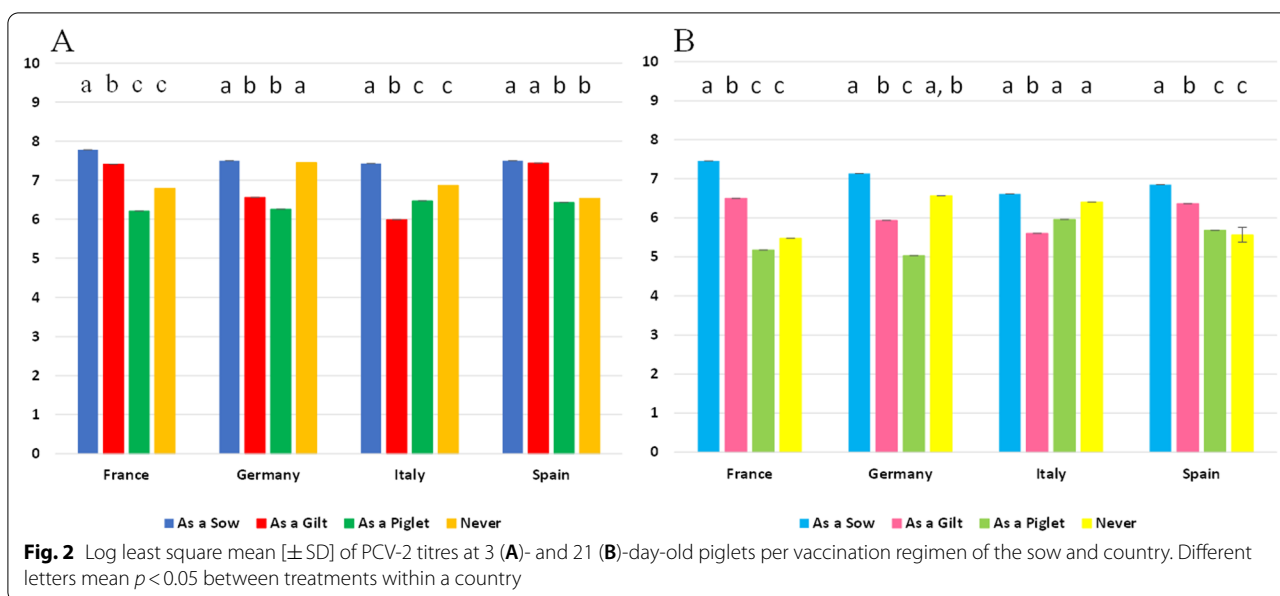 A
10
9
8
7
6
5
4
3
2
1
0
a b c c
a b b a
a b c c
a a b b
France Germany Italy Spain
As a Sow As a Gilt As a Piglet Never
B
10
9
8
7
6
5
4
3
2
1
0
a b c c
a b c a, b
a b a a
a b c c
France Germany Italy Spain
As a Sow As a Gilt As a Piglet Never
Fig. 2 Log least square mean [± SD] of PCV-2 titres at 3 (A)- and 21 (B)-day-old piglets per vaccination regimen of the sow and country. Different
letters mean p < 0.05 between treatments within a country